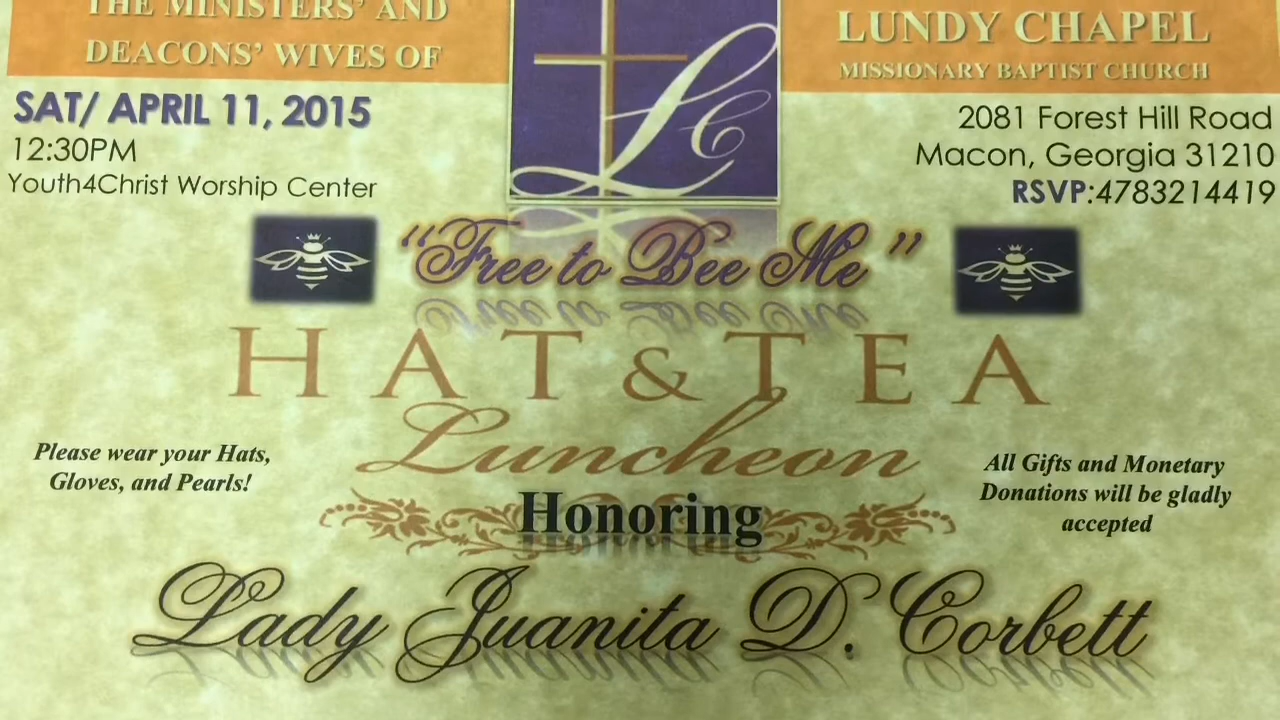 THE MINISTERS' AND
DEACONS' WIVES OF
LC
LUNDY CHAPEL
MISSIONARY BAPTIST CHURCH
SAT/ APRIL 11, 2015
12:30PM
Youth4Christ Worship Center
2081 Forest Hill Road
Macon, Georgia 31210
RSVP:4783214419
“Free to Bee Me”
HAT & TEA
Luncheon
Please wear your Hats,
Gloves, and Pearls!
All Gifts and Monetary
Donations will be gladly
accepted
Honoring
Lady Juanita D. Corbett